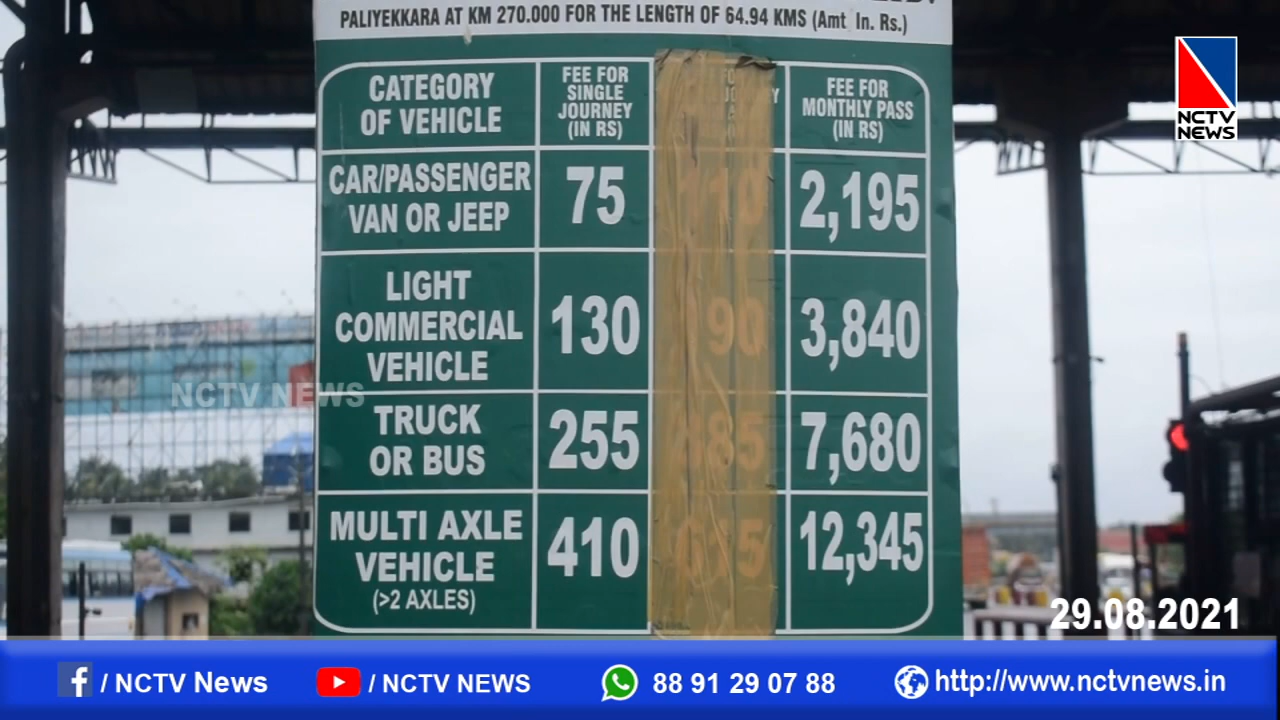 PALIYEKKARA AT KM 270.000 FOR THE LENGTH OF 64.94 KMS (Amt In. Rs.)
CATEGORY
OF VEHICLE
FEE FOR
SINGLE
JOURNEY
(IN RS)
FEE FOR
MONTHLY PASS
(IN RS)
CAR/PASSENGER
VAN OR JEEP
75
110
2,195
LIGHT
COMMERCIAL
VEHICLE
130
190
3,840
TRUCK
OR BUS
255
385
7,680
MULTI AXLE
VEHICLE
(>2 AXLES)
410
615
12,345
NCTV
NEWS
NCTV NEWS
29.08.2021
/ NCTV News
/ NCTV NEWS
88 91 29 07 88
http://www.nctvnews.in